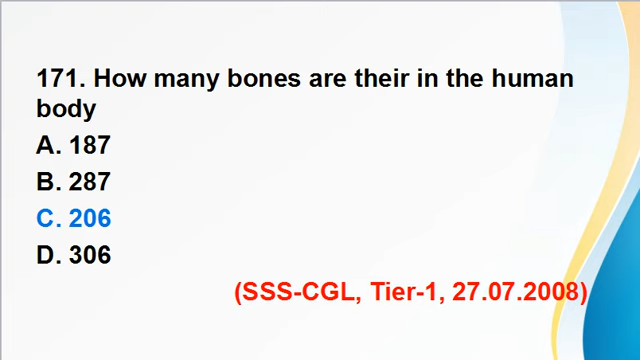 171. How many bones are their in the human
body
A. 187
B. 287
C. 206
D. 306
(SSS-CGL, Tier-1, 27.07.2008)